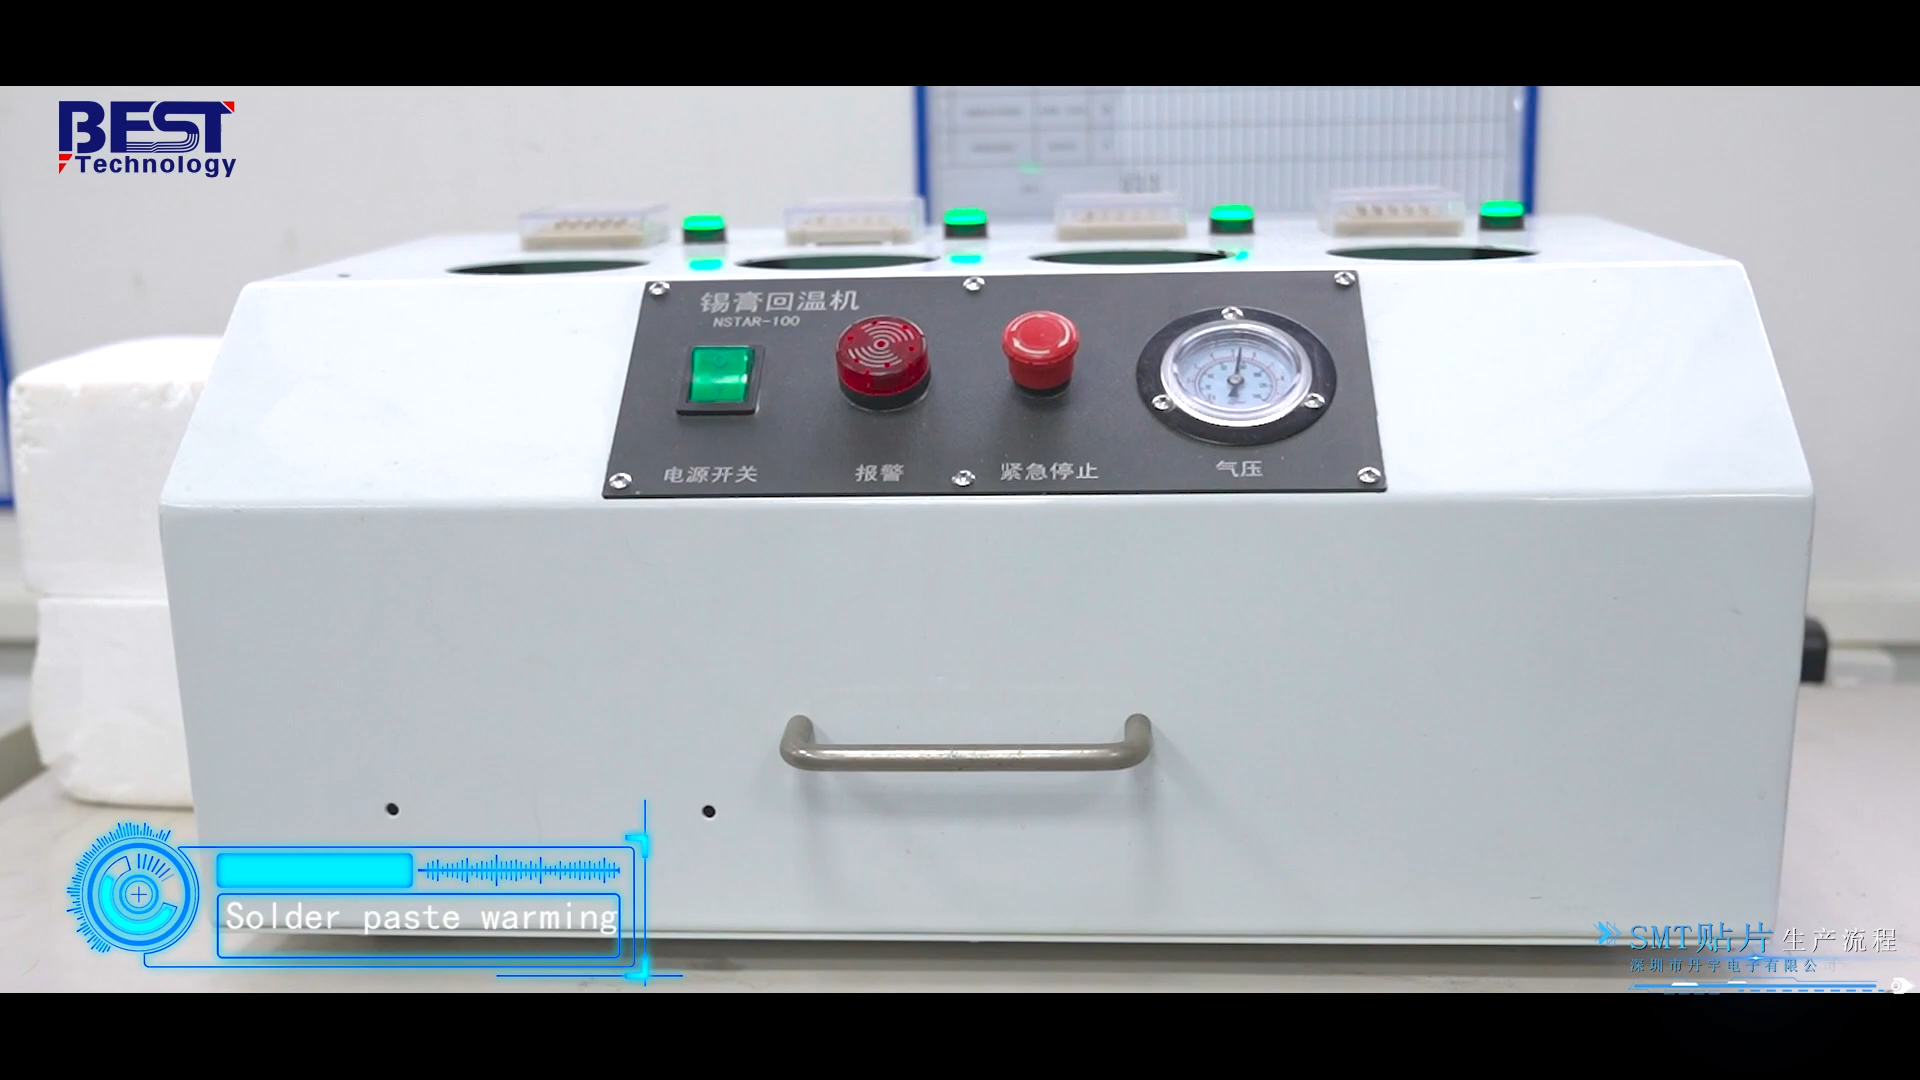 BEST
Technology
锡膏回温机
NSTAR-100
电源开关
报警
紧急停止
气压
Solder paste warming
SMT贴片生产流程
深圳市丹宇电子有限公